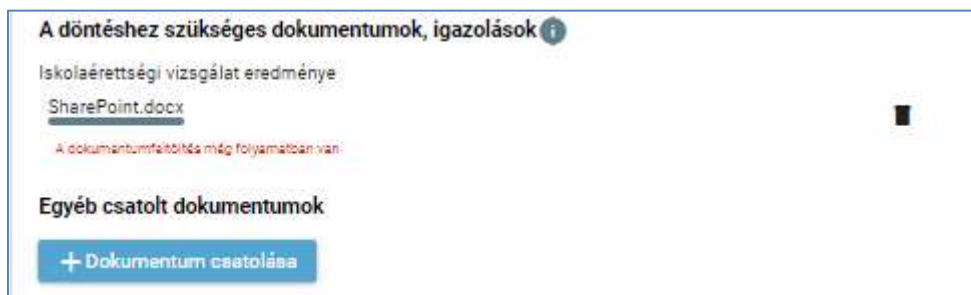 A döntéshez szükséges dokumentumok, igazolások
Iskolaérettségi vizsgálat eredménye
SharePoint.docx
A dokumentumfeltöltés még folyamatban van
Egyéb csatolt dokumentumok
+ Dokumentum csatolása